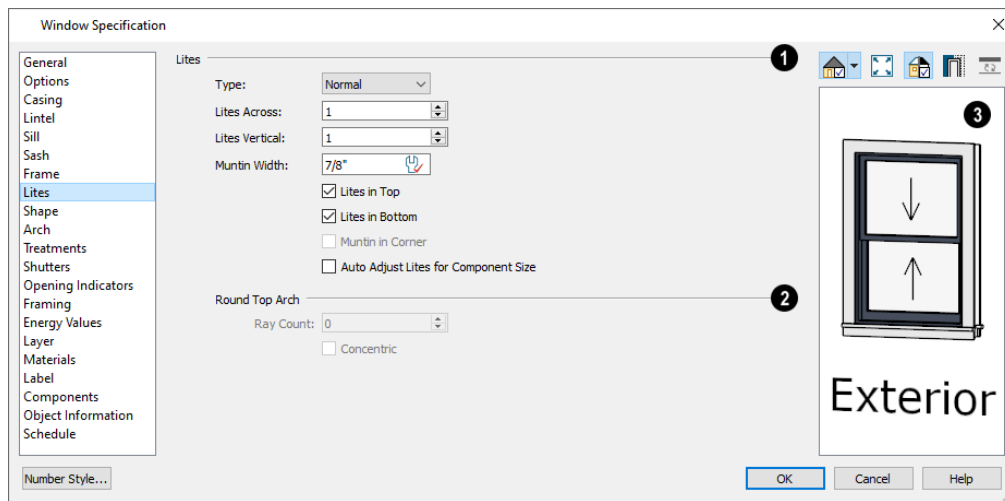 Window Specification
General
Options
Casing
Lintel
Sill
Sash
Frame
Lites
Shape
Arch
Treatments
Shutters
Opening Indicators
Framing
Energy Values
Layer
Materials
Label
Components
Object Information
Schedule
Number Style...
Lites
1
Type: Normal
Lites Across: 1
Lites Vertical: 1
Muntin Width: 7/8"
Lites in Top
Lites in Bottom
Muntin in Corner
Auto Adjust Lites for Component Size
Round Top Arch
2
Ray Count: 0
Concentric
3
Exterior
OK
Cancel
Help